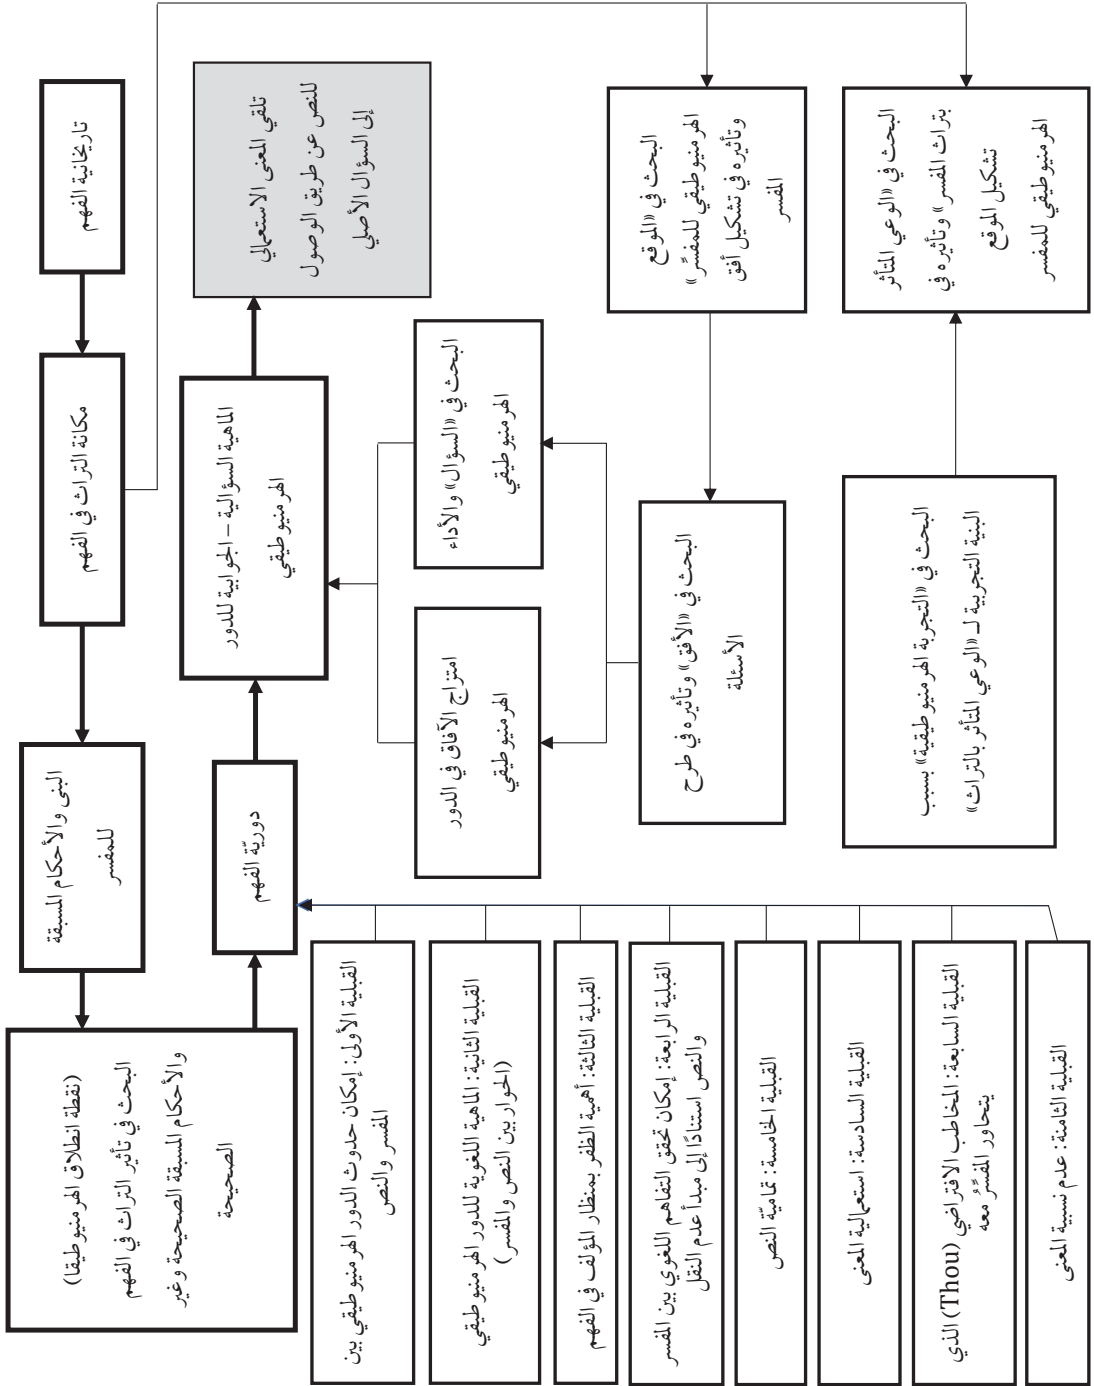 تاريخانية الفهم
مكانة التراث في الفهم
البنى والأحكام المسبقة
للمفسر
(نقطة انطلاق الهرمنيوطيقا)
البحث في تأثير التراث في الفهم
والأحكام المسبقة الصحيحة وغير
الصحيحة
دوريّة الفهم
الماهية السؤالية – الجوابية للدور
الهرمنيوطيقي
تلقي المعنى الاستعمالي
للنص عن طريق الوصول
إلى السؤال الأصلي
البحث في «السؤال» والأداء
الهرمنيوطيقي
امتزاج الآفاق في الدور
الهرمنيوطيقي
البحث في «الموقع
الهرمنيوطيقي للمفسِّر»
وتأثيره في تشكيل أفق
المفسر
البحث في «الأفق» وتأثيره في طرح
الأسئلة
البحث في «الوعي المتأثر
بتراث المفسر» وتأثيره في
تشكيل الموقع
الهرمنيوطيقي للمفسر
البحث في «التجربة الهرمنيوطيقية» بسبب
البنية التجربية لـ «الوعي المتأثر بالتراث»
القبلية الأولى: إمكان حدوث الدور الهرمنيوطيقي بين
المفسر والنص
القبلية الثانية: الماهية اللغوية للدور الهرمنيوطيقي
(الحوار بين النص والمفسر)
القبلية الثالثة: أهمية الظفر بمنظار المؤلف في الفهم
القبلية الرابعة: إمكان تحقق التفاهم اللغوي بين المفسر
والنص استنادًا إلى مبدأ عدم النقل
القبلية الخامسة: تماميّة النص
القبلية السادسة: استعمالية المعنى
القبلية السابعة: المخاطب الافتراضي (Thou) الذي
يتحاور المفسِّرُ معه
القبلية الثامنة: عدم نسبية المعنى